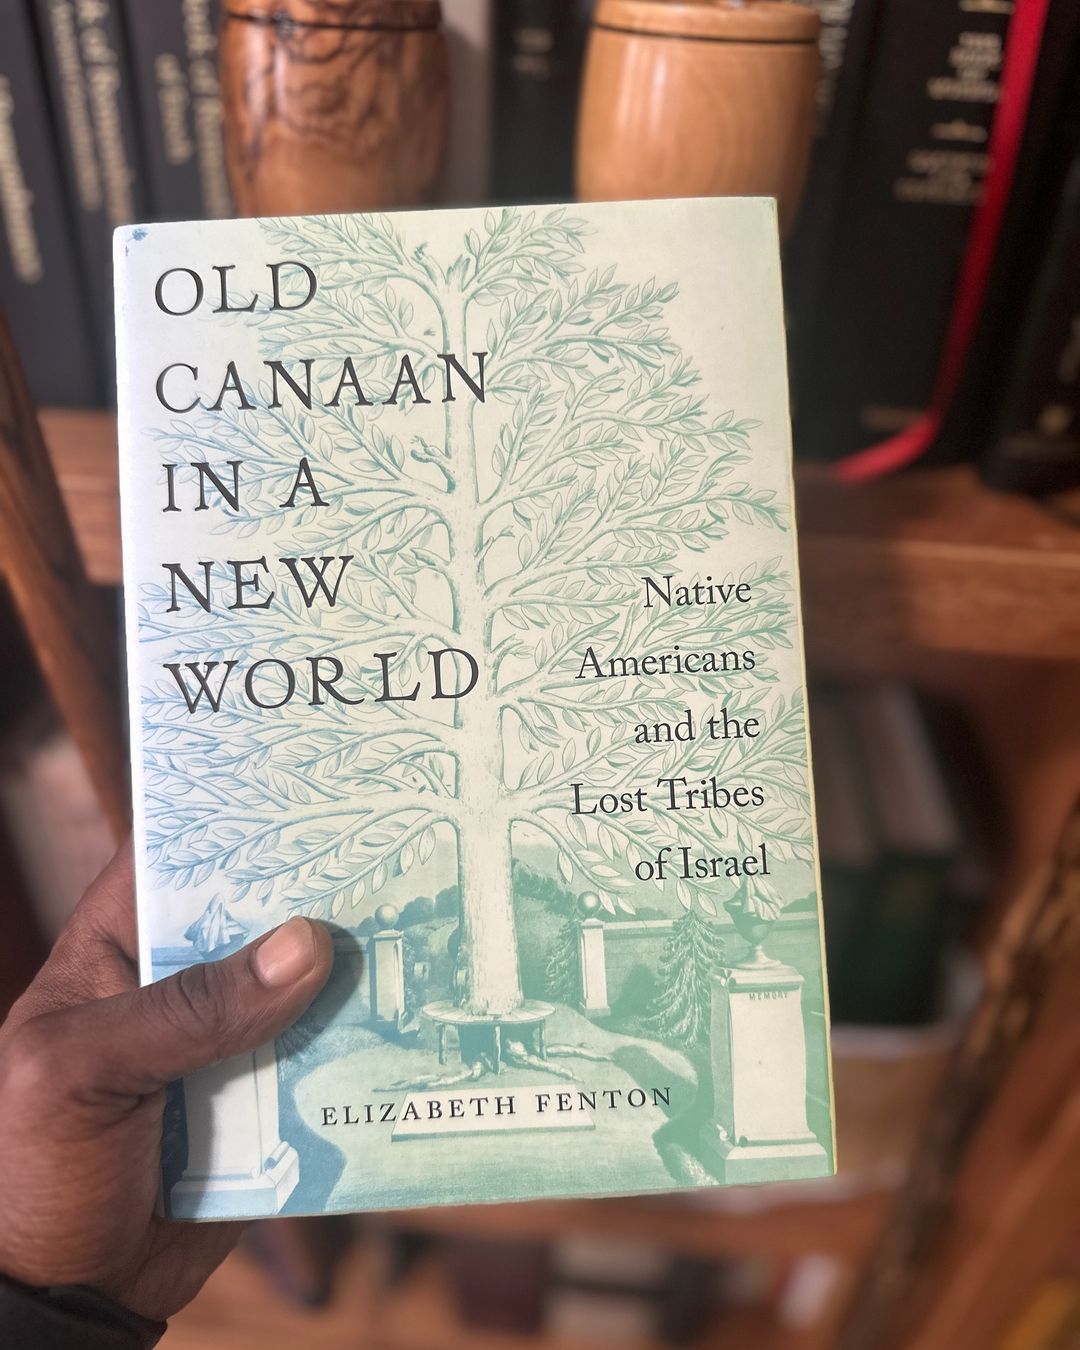 OLD
CANAAN
IN A
NEW
WORLD
Native
Americans
and the
Lost Tribes
of Israel
MEMORY
ELIZABETH FENTON